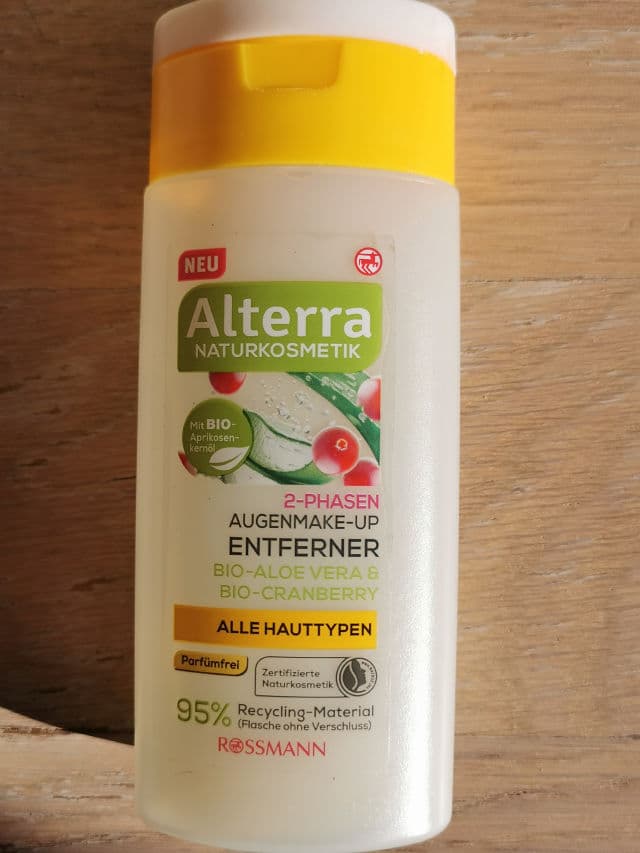 NEU
Alterra
NATURKOSMETIK
Mit BIO-
Aprikosen-
kernöl
2-PHASEN
AUGENMAKE-UP
ENTFERNER
BIO-ALOE VERA &
BIO-CRANBERRY
ALLE HAUTTYPEN
Parfümfrei
Zertifizierte
Naturkosmetik
95% Recycling-Material
(Flasche ohne Verschluss)
ROSSMANN